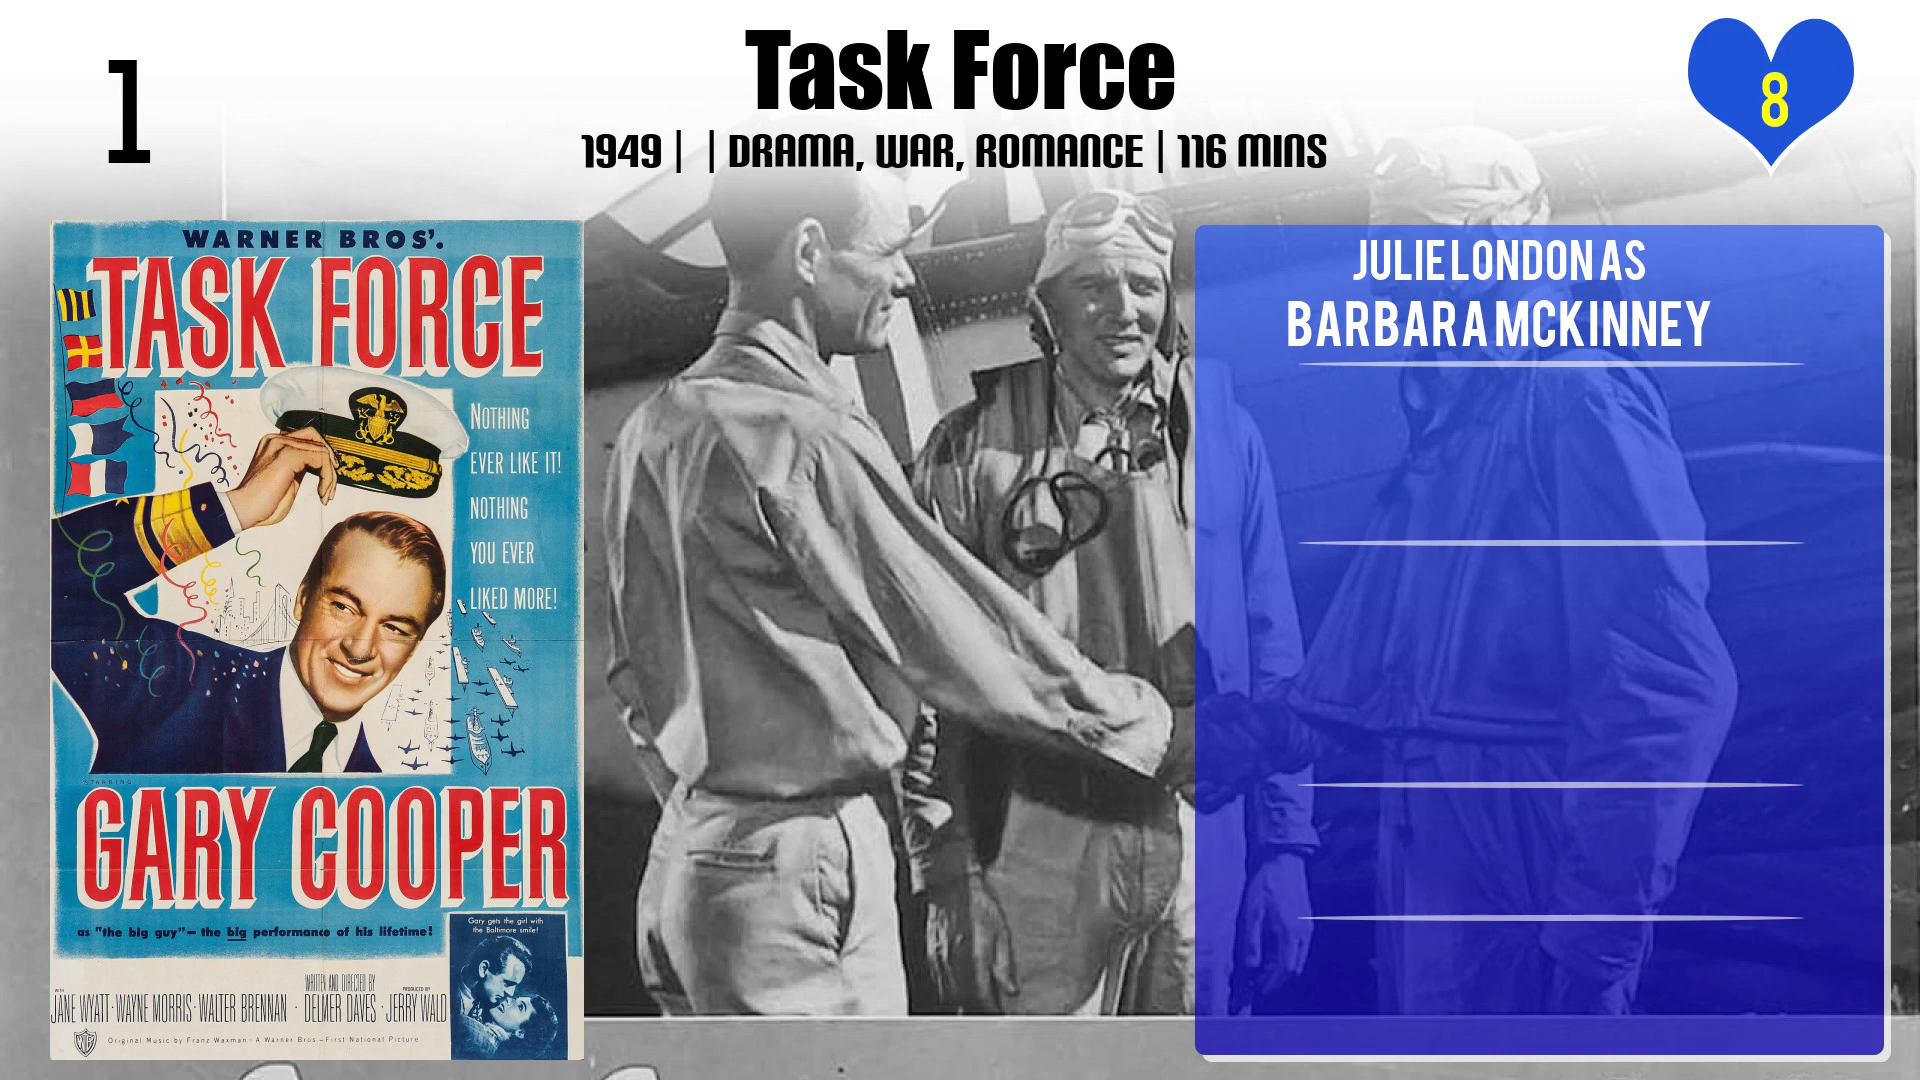 1
Task Force
1949 | | DRAMA, WAR, ROMANCE | 116 MINS
8
WARNER BROS'.
TASK FORCE
NOTHING
EVER LIKE IT!
NOTHING
YOU EVER
LIKED MORE!
STARRING
GARY COOPER
as "the big guy"—the big performance of his lifetime!
Gary gets the girl with
the Baltimore smile!
WITH
JANE WYATT · WAYNE MORRIS · WALTER BRENNAN ·
WRITTEN AND DIRECTED BY
DELMER DAVES ·
PRODUCED BY
JERRY WALD
Original Music by Franz Waxman · A Warner Bros.–First National Picture
JULIE LONDON AS
BARBARA MCKINNEY